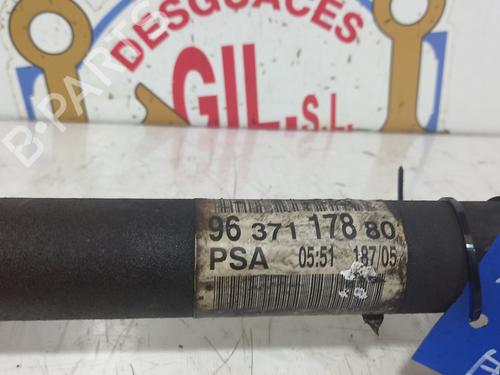 DESGUACES
GIL, S.L.
B-PARTS
96 371 178 80
PSA 05:51 187/05